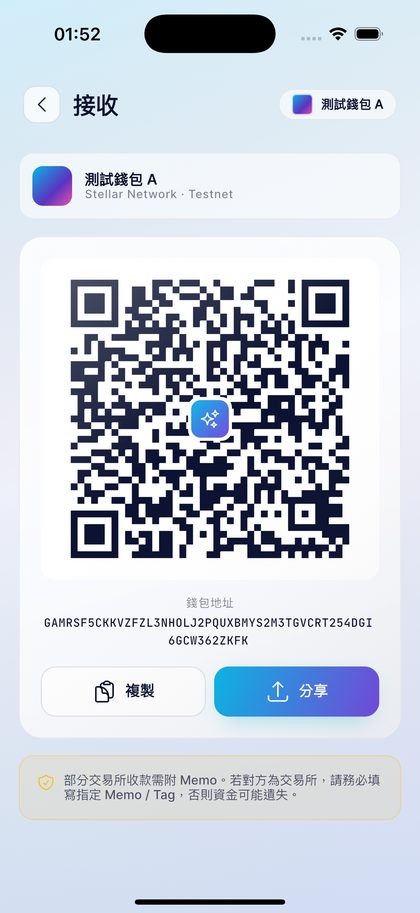 01:52
接收
測試錢包 A
測試錢包 A
Stellar Network · Testnet
錢包地址
GAMRSF5CKKVZFZL3NHOLJ2PQUXBMYS2M3TGVCRT254DGI
6GCW362ZKFK
複製
分享
部分交易所收款需附 Memo。若對方為交易所，請務必填
寫指定 Memo / Tag，否則資金可能遺失。